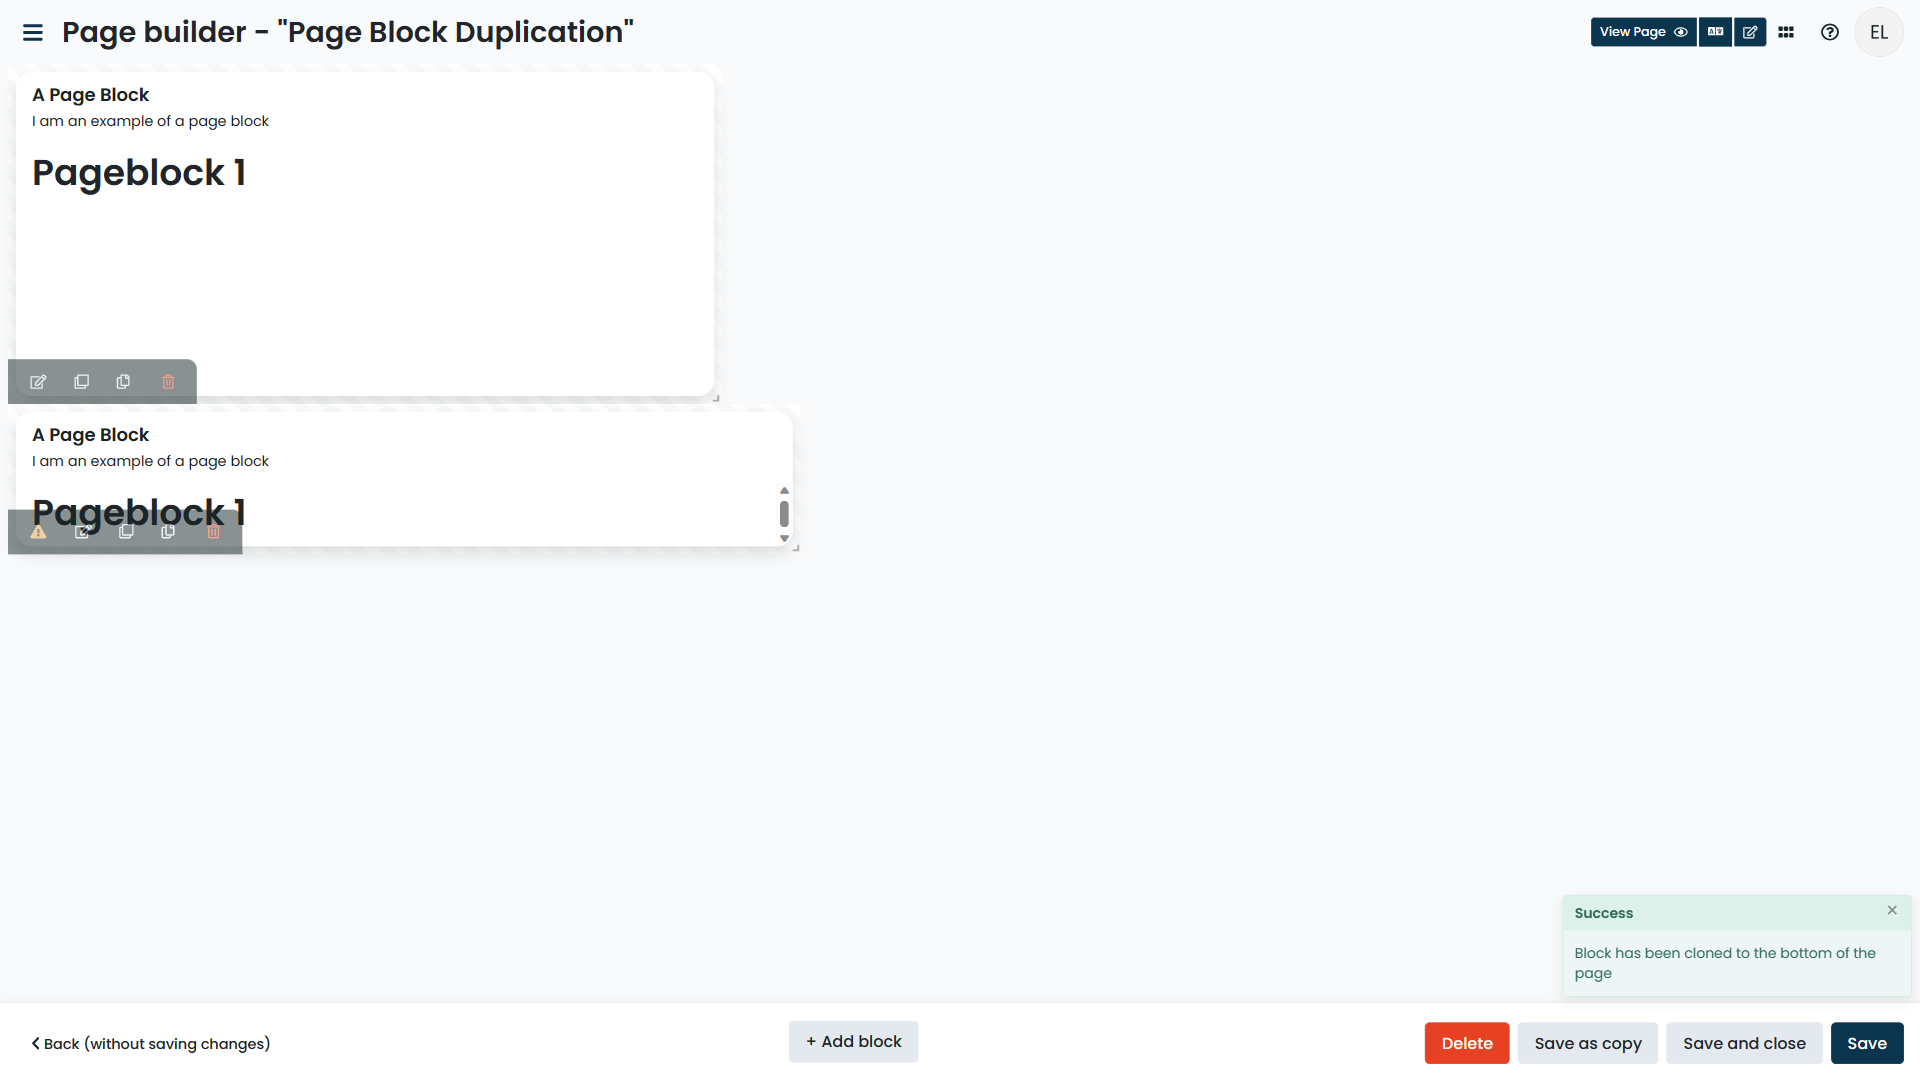 Page builder - "Page Block Duplication"
View Page
EL
A Page Block
I am an example of a page block
Pageblock 1
A Page Block
I am an example of a page block
Pageblock 1
Success
Block has been cloned to the bottom of the
page
Back (without saving changes)
+ Add block
Delete
Save as copy
Save and close
Save